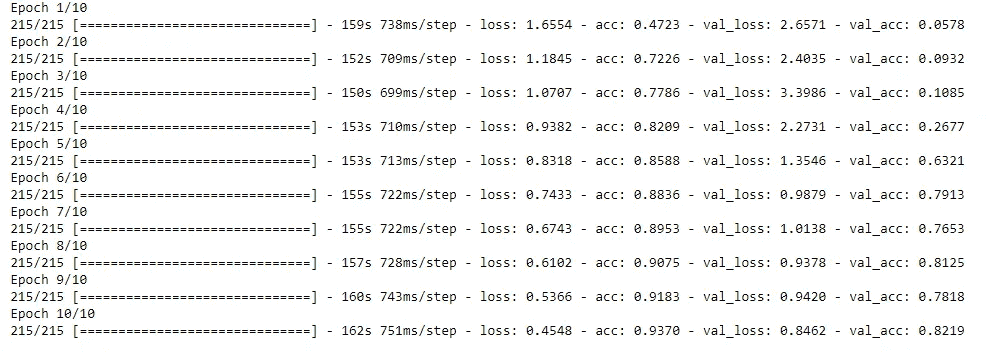 Epoch 1/10
215/215 [==============================] - 159s 738ms/step - loss: 1.6554 - acc: 0.4723 - val_loss: 2.6571 - val_acc: 0.0578
Epoch 2/10
215/215 [==============================] - 152s 709ms/step - loss: 1.1845 - acc: 0.7226 - val_loss: 2.4035 - val_acc: 0.0932
Epoch 3/10
215/215 [==============================] - 150s 699ms/step - loss: 1.0707 - acc: 0.7786 - val_loss: 3.3986 - val_acc: 0.1085
Epoch 4/10
215/215 [==============================] - 153s 710ms/step - loss: 0.9382 - acc: 0.8209 - val_loss: 2.2731 - val_acc: 0.2677
Epoch 5/10
215/215 [==============================] - 153s 713ms/step - loss: 0.8318 - acc: 0.8588 - val_loss: 1.3546 - val_acc: 0.6321
Epoch 6/10
215/215 [==============================] - 155s 722ms/step - loss: 0.7433 - acc: 0.8836 - val_loss: 0.9879 - val_acc: 0.7913
Epoch 7/10
215/215 [==============================] - 155s 722ms/step - loss: 0.6743 - acc: 0.8953 - val_loss: 1.0138 - val_acc: 0.7653
Epoch 8/10
215/215 [==============================] - 157s 728ms/step - loss: 0.6102 - acc: 0.9075 - val_loss: 0.9378 - val_acc: 0.8125
Epoch 9/10
215/215 [==============================] - 160s 743ms/step - loss: 0.5366 - acc: 0.9183 - val_loss: 0.9420 - val_acc: 0.7818
Epoch 10/10
215/215 [==============================] - 162s 751ms/step - loss: 0.4548 - acc: 0.9370 - val_loss: 0.8462 - val_acc: 0.8219